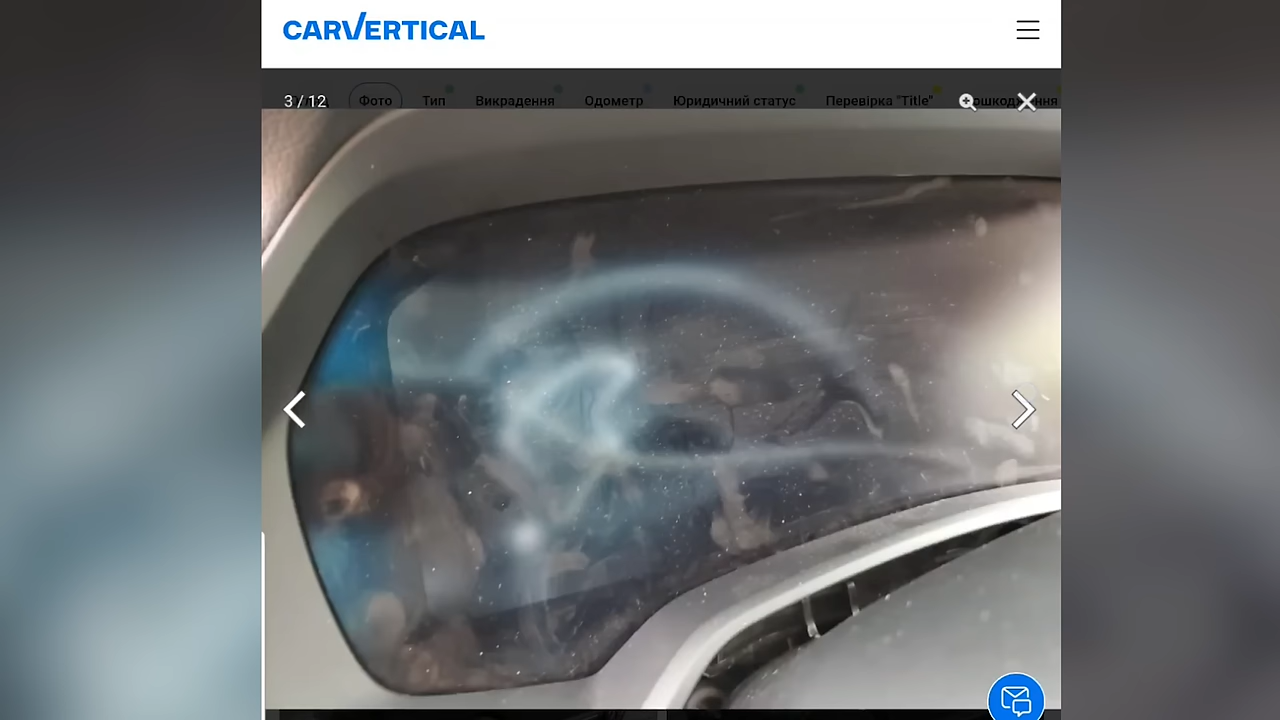 CARVERTICAL
3 / 12
Фото
Тип
Викрадення
Одометр
Юридичний статус
Перевірка "Title"